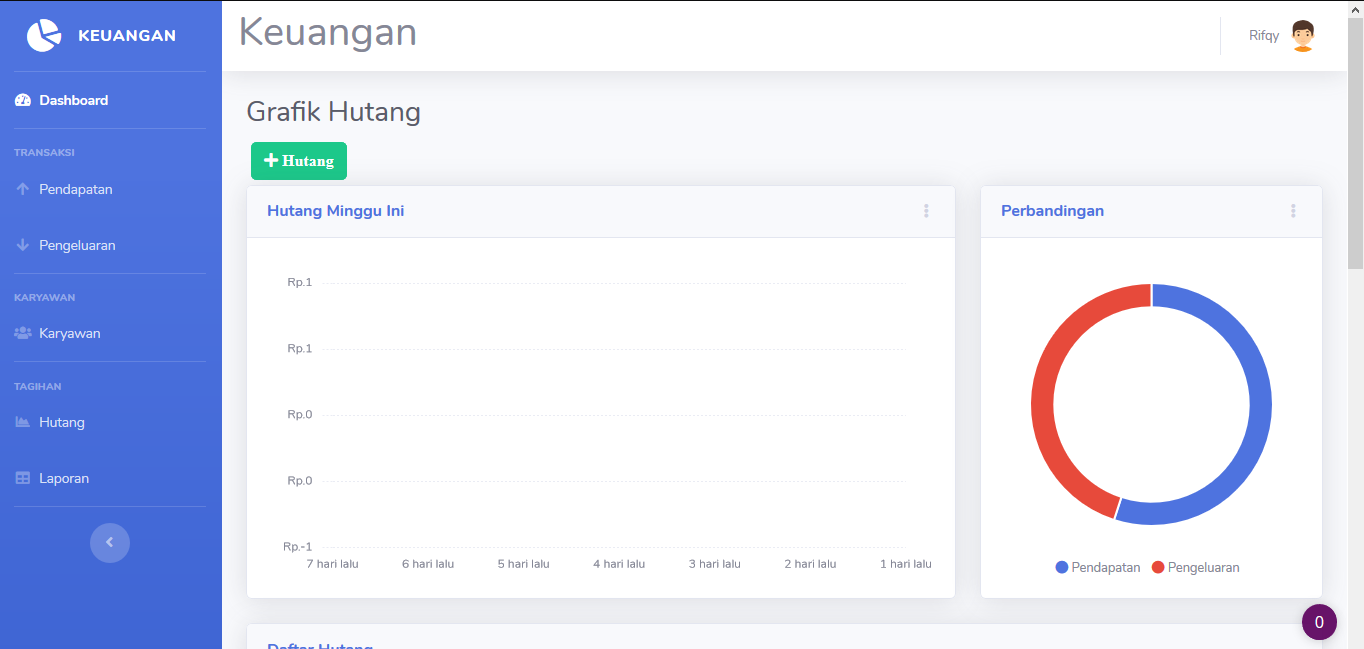 KEUANGAN
Dashboard
TRANSAKSI
Pendapatan
Pengeluaran
KARYAWAN
Karyawan
TAGIHAN
Hutang
Laporan
Keuangan
Rifqy
Grafik Hutang
Hutang
Hutang Minggu Ini
Rp.1
Rp.1
Rp.0
Rp.0
Rp.-1
7 hari lalu 6 hari lalu 5 hari lalu 4 hari lalu 3 hari lalu 2 hari lalu 1 hari lalu
Perbandingan
Pendapatan Pengeluaran
0
Daftar Hutang